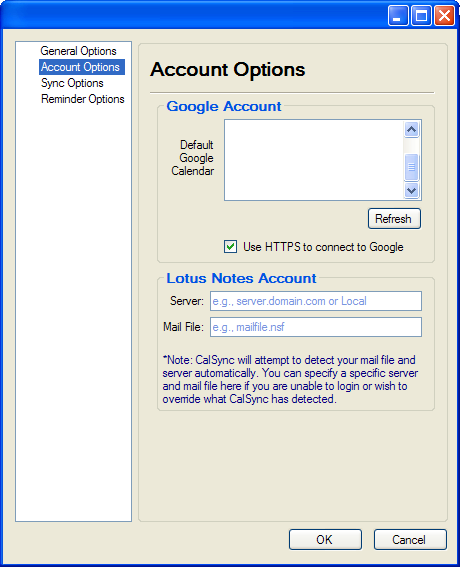 General Options
Account Options
Sync Options
Reminder Options
Account Options
Google Account
Default
Google
Calendar
Refresh
Use HTTPS to connect to Google
Lotus Notes Account
Server: e.g., server.domain.com or Local
Mail File: e.g., mailfile.nsf
*Note: CalSync will attempt to detect your mail file and
server automatically. You can specify a specific server
and mail file here if you are unable to login or wish to
override what CalSync has detected.
OK Cancel